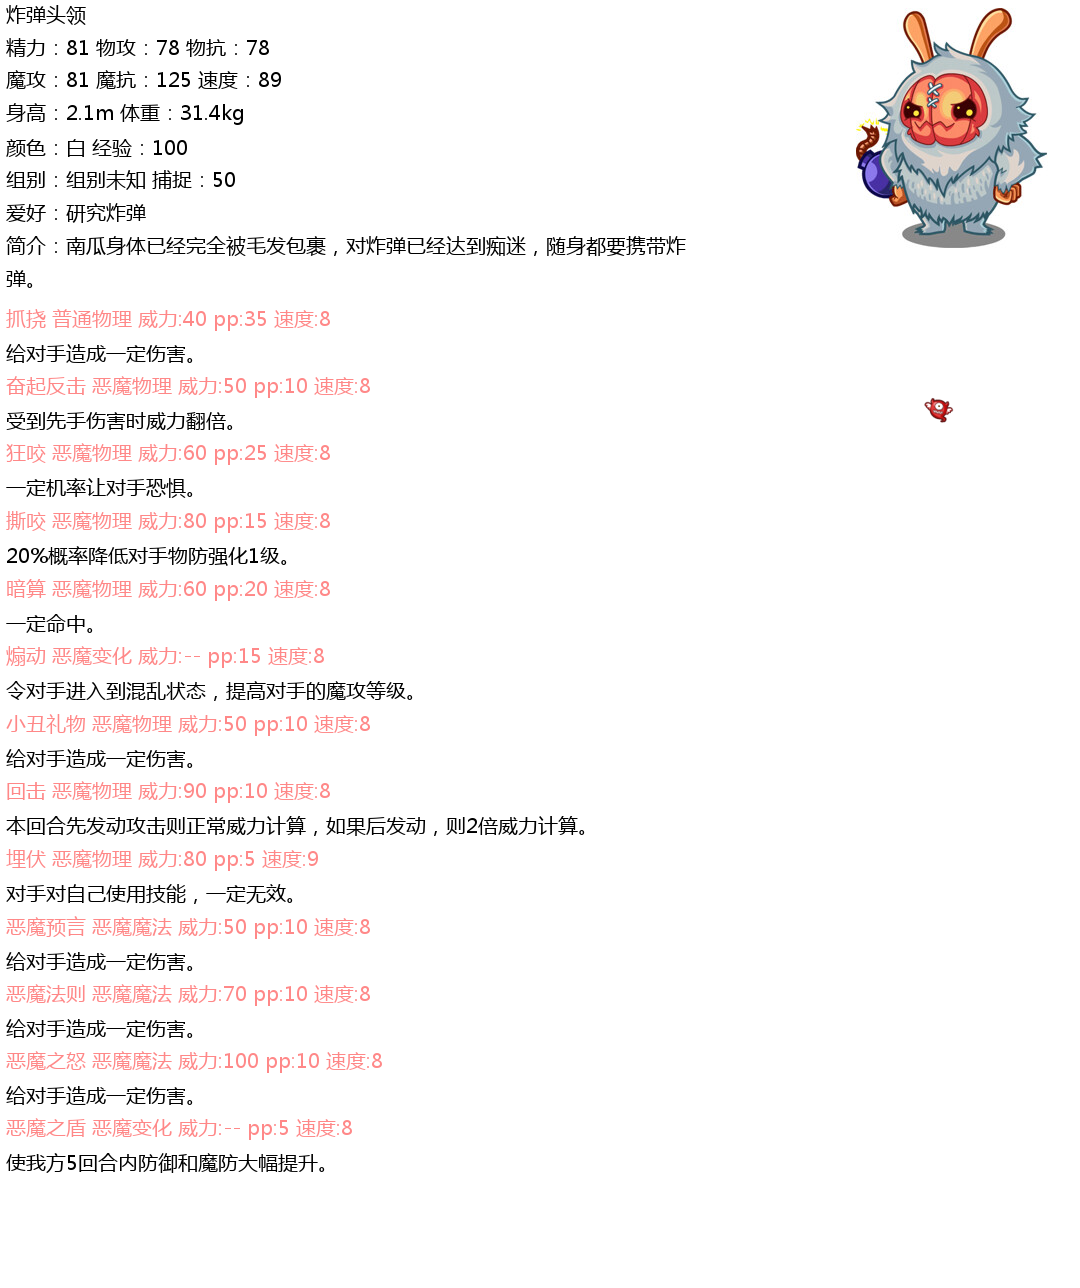 炸弹头领
精力：81 物攻：78 物抗：78
魔攻：81 魔抗：125 速度：89
身高：2.1m 体重：31.4kg
颜色：白 经验：100
组别：组别未知 捕捉：50
爱好：研究炸弹
简介：南瓜身体已经完全被毛发包裹，对炸弹已经达到痴迷，随身都要携带炸
弹。
抓挠 普通物理 威力:40 pp:35 速度:8
给对手造成一定伤害。
奋起反击 恶魔物理 威力:50 pp:10 速度:8
受到先手伤害时威力翻倍。
狂咬 恶魔物理 威力:60 pp:25 速度:8
一定机率让对手恐惧。
撕咬 恶魔物理 威力:80 pp:15 速度:8
20%概率降低对手物防强化1级。
暗算 恶魔物理 威力:60 pp:20 速度:8
一定命中。
煽动 恶魔变化 威力:-- pp:15 速度:8
令对手进入到混乱状态，提高对手的魔攻等级。
小丑礼物 恶魔物理 威力:50 pp:10 速度:8
给对手造成一定伤害。
回击 恶魔物理 威力:90 pp:10 速度:8
本回合先发动攻击则正常威力计算，如果后发动，则2倍威力计算。
埋伏 恶魔物理 威力:80 pp:5 速度:9
对手对自己使用技能，一定无效。
恶魔预言 恶魔魔法 威力:50 pp:10 速度:8
给对手造成一定伤害。
恶魔法则 恶魔魔法 威力:70 pp:10 速度:8
给对手造成一定伤害。
恶魔之怒 恶魔魔法 威力:100 pp:10 速度:8
给对手造成一定伤害。
恶魔之盾 恶魔变化 威力:-- pp:5 速度:8
使我方5回合内防御和魔防大幅提升。